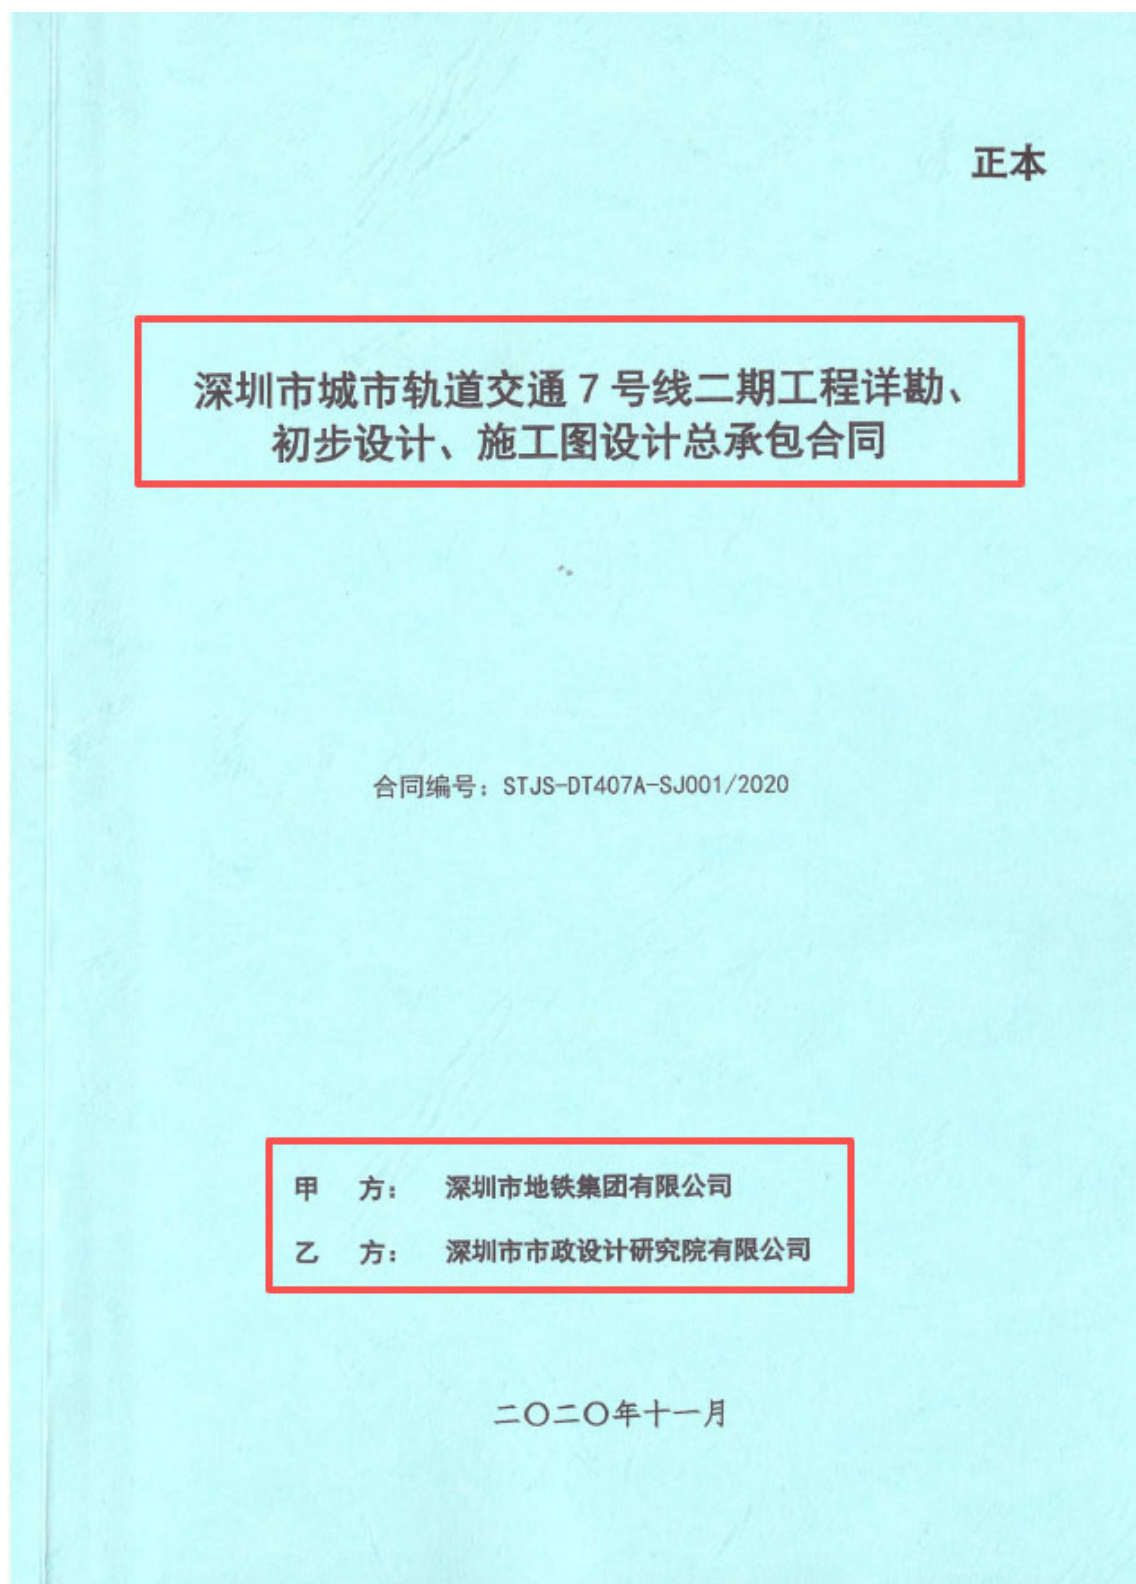 正本
深圳市城市轨道交通7号线二期工程详勘、
初步设计、施工图设计总承包合同
合同编号：STJS-DT407A-SJ001/2020
甲 方： 深圳市地铁集团有限公司
乙 方： 深圳市市政设计研究院有限公司
二〇二〇年十一月